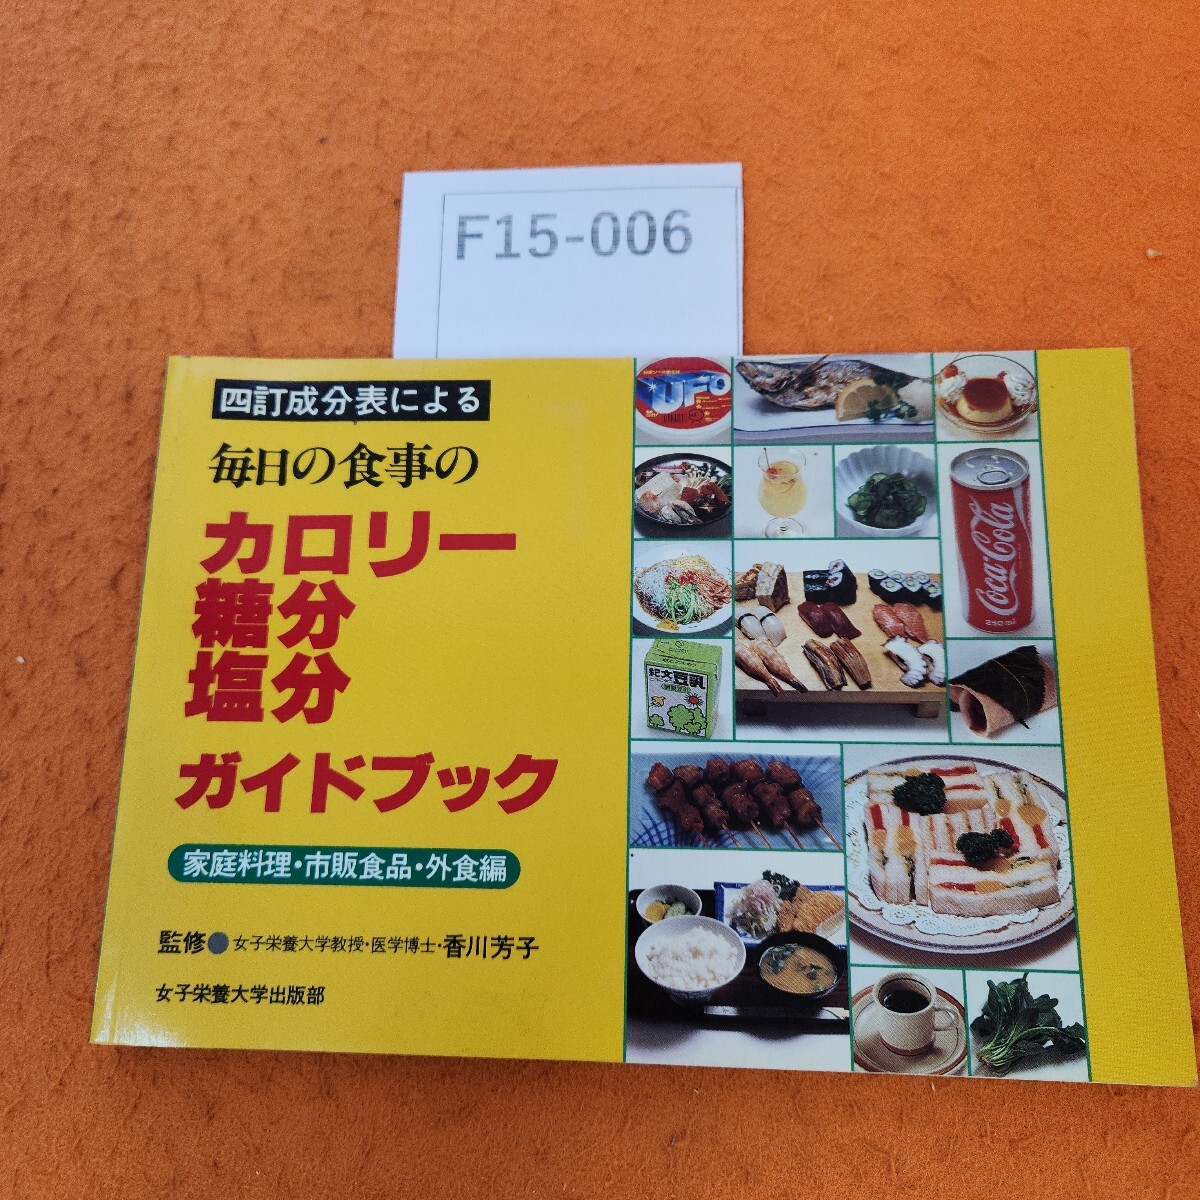 F15-006
四訂成分表による
毎日の食事の
カロリー
糖分
塩分
ガイドブック
家庭料理・市販食品・外食編
監修●女子栄養大学教授・医学博士・香川芳子
女子栄養大学出版部
UFO
Coca-Cola
250ml
紀文豆乳